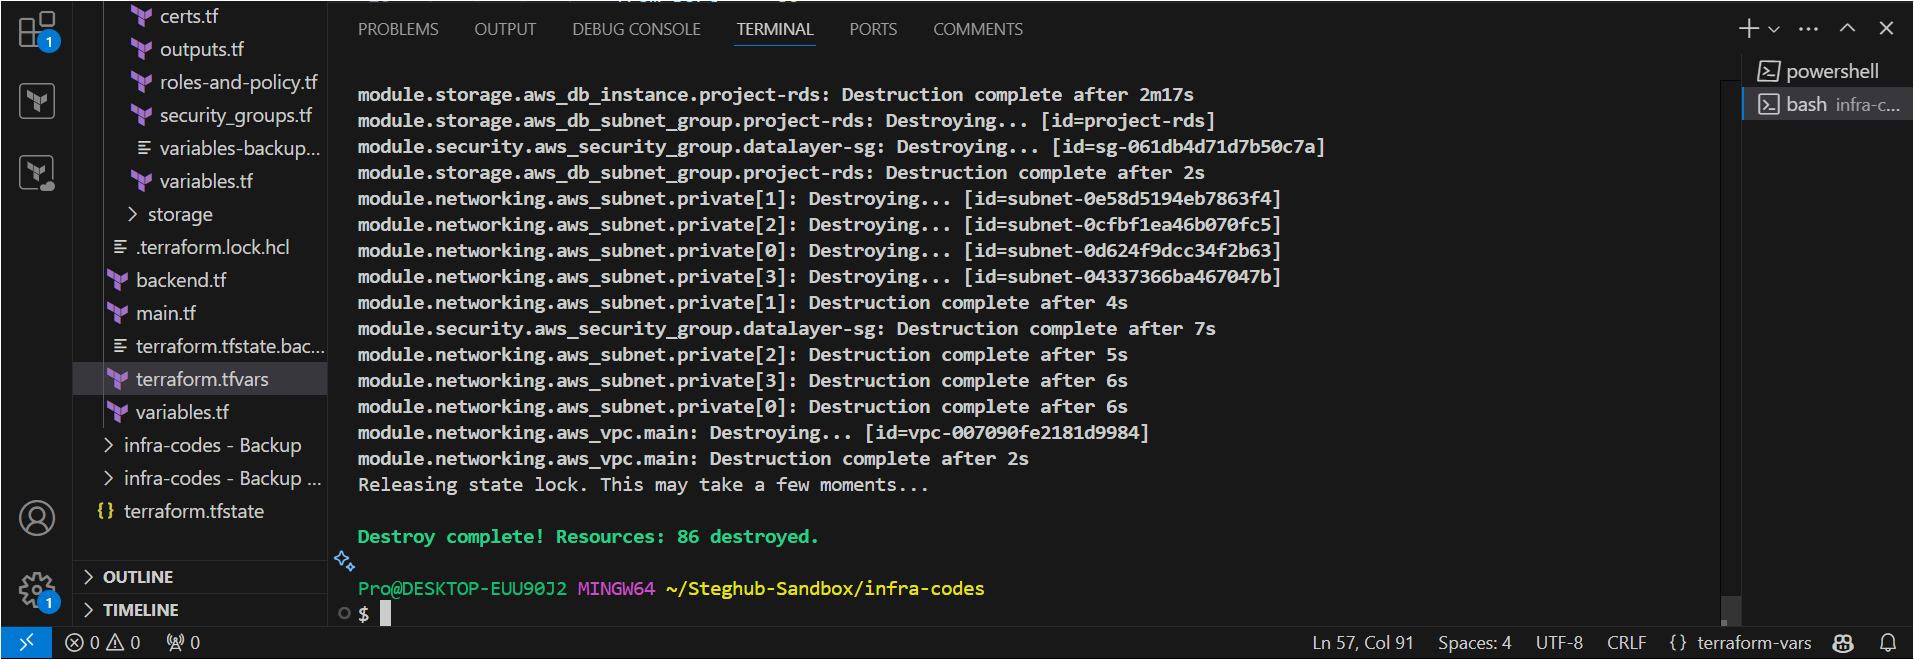 certs.tf
outputs.tf
roles-and-policy.tf
security_groups.tf
variables-backup...
variables.tf
storage
.terraform.lock.hcl
backend.tf
main.tf
terraform.tfstate.bac...
terraform.tfvars
variables.tf
infra-codes - Backup
infra-codes - Backup ...
{} terraform.tfstate
OUTLINE
TIMELINE
1
1
PROBLEMS OUTPUT DEBUG CONSOLE TERMINAL PORTS COMMENTS
module.storage.aws_db_instance.project-rds: Destruction complete after 2m17s
module.storage.aws_db_subnet_group.project-rds: Destroying... [id=project-rds]
module.security.aws_security_group.datalayer-sg: Destroying... [id=sg-061db4d71d7b50c7a]
module.storage.aws_db_subnet_group.project-rds: Destruction complete after 2s
module.networking.aws_subnet.private[1]: Destroying... [id=subnet-0e58d5194eb7863f4]
module.networking.aws_subnet.private[2]: Destroying... [id=subnet-0cfbf1ea46b070fc5]
module.networking.aws_subnet.private[0]: Destroying... [id=subnet-0d624f9dcc34f2b63]
module.networking.aws_subnet.private[3]: Destroying... [id=subnet-04337366ba467047b]
module.networking.aws_subnet.private[1]: Destruction complete after 4s
module.security.aws_security_group.datalayer-sg: Destruction complete after 7s
module.networking.aws_subnet.private[2]: Destruction complete after 5s
module.networking.aws_subnet.private[3]: Destruction complete after 6s
module.networking.aws_subnet.private[0]: Destruction complete after 6s
module.networking.aws_vpc.main: Destroying... [id=vpc-007090fe2181d9984]
module.networking.aws_vpc.main: Destruction complete after 2s
Releasing state lock. This may take a few moments...
Destroy complete! Resources: 86 destroyed.
Pro@DESKTOP-EUU90J2 MINGW64 ~/Steghub-Sandbox/infra-codes
$
powershell
bash infra-c...
0 0 0
Ln 57, Col 91 Spaces: 4 UTF-8 CRLF {} terraform-vars